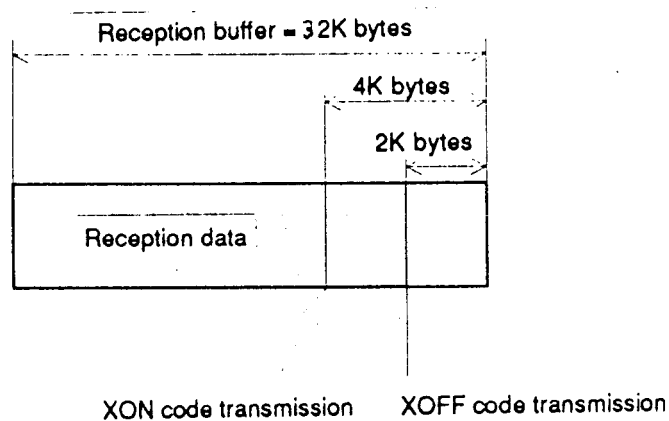 Reception buffer = 32K bytes
4K bytes
2K bytes
Reception data
XON code transmission
XOFF code transmission